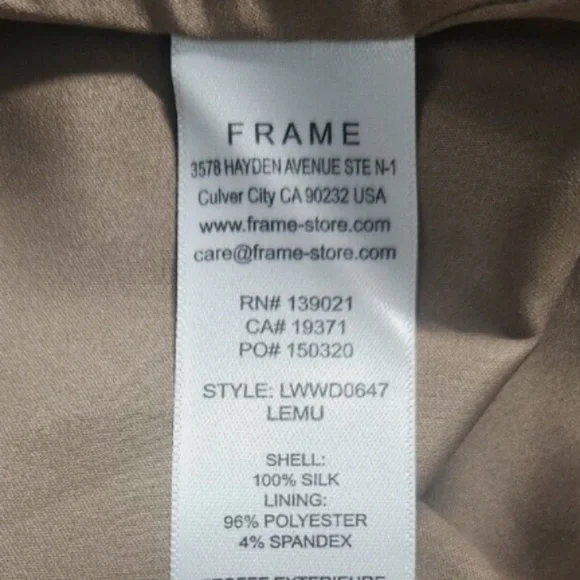 FRAME
3578 HAYDEN AVENUE STE N-1
Culver City CA 90232 USA
www.frame-store.com
care@frame-store.com
RN# 139021
CA# 19371
PO# 150320
STYLE: LWWD0647
LEMU
SHELL:
100% SILK
LINING:
96% POLYESTER
4% SPANDEX